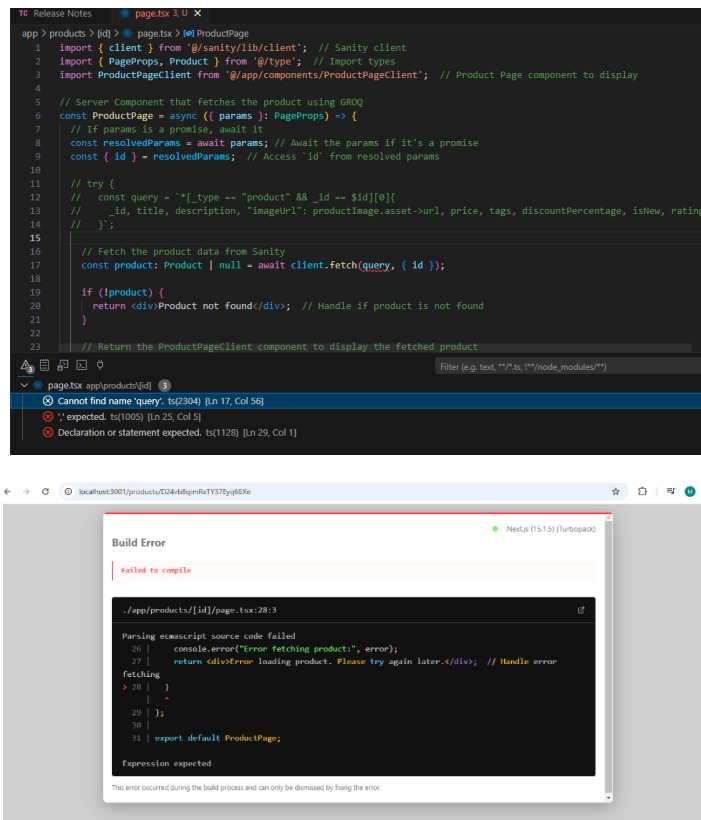 TC Release Notes
page.tsx 3, U X
app > products > [id] > page.tsx > ProductPage
1 import { client } from '@/sanity/lib/client'; // Sanity client
2 import { PageProps, Product } from '@/type'; // Import types
3 import ProductPageClient from '@/app/components/ProductPageClient'; // Product Page component to display
4
5 // Server Component that fetches the product using GROQ
6 const ProductPage = async ({ params }: PageProps) => {
7 // If params is a promise, await it
8 const resolvedParams = await params; // Await the params if it's a promise
9 const { id } = resolvedParams; // Access `id` from resolved params
10
11 // try {
12 // const query = `*[_type == "product" && _id == $id][0]{
13 // _id, title, description, "imageUrl": productImage.asset->url, price, tags, discountPercentage, isNew, rating
14 // }`;
15
16 // Fetch the product data from Sanity
17 const product: Product | null = await client.fetch(query, { id });
18
19 if (!product) {
20 return <div>Product not found</div>; // Handle if product is not found
21 }
22
23 // Return the ProductPageClient component to display the fetched product
3
Filter (e.g. text, **/*.ts, !**/node_modules/**)
page.tsx app\products\[id] 3
Cannot find name 'query'. ts(2304) [Ln 17, Col 56]
',' expected. ts(1005) [Ln 25, Col 5]
Declaration or statement expected. ts(1128) [Ln 29, Col 1]
localhost:3001/products/D24vb8qimRxTY37Eyq66Xe
M
Next.js (15.1.5) (Turbopack)
Build Error
Failed to compile
./app/products/[id]/page.tsx:28:3
Parsing ecmascript source code failed
26 | console.error("Error fetching product:", error);
27 | return <div>Error loading product. Please try again later.</div>; // Handle error
fetching
> 28 | }
| ^
29 | };
30 |
31 | export default ProductPage;
Expression expected
This error occurred during the build process and can only be dismissed by fixing the error.